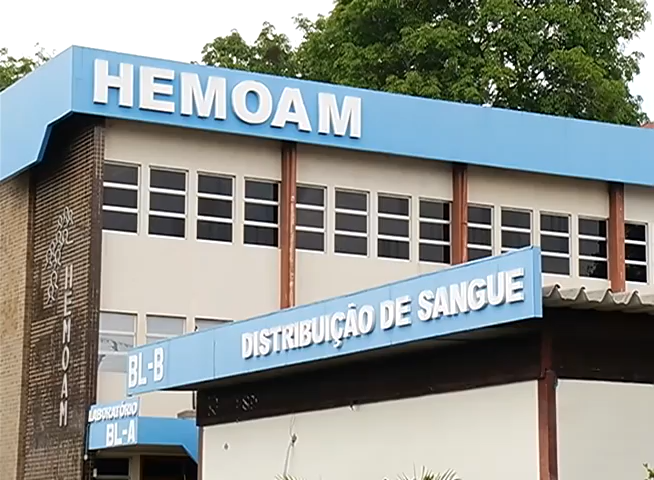 HEMOAM
HEMOAM
DISTRIBUIÇÃO DE SANGUE
BL-B
LABORATÓRIO
BL-A